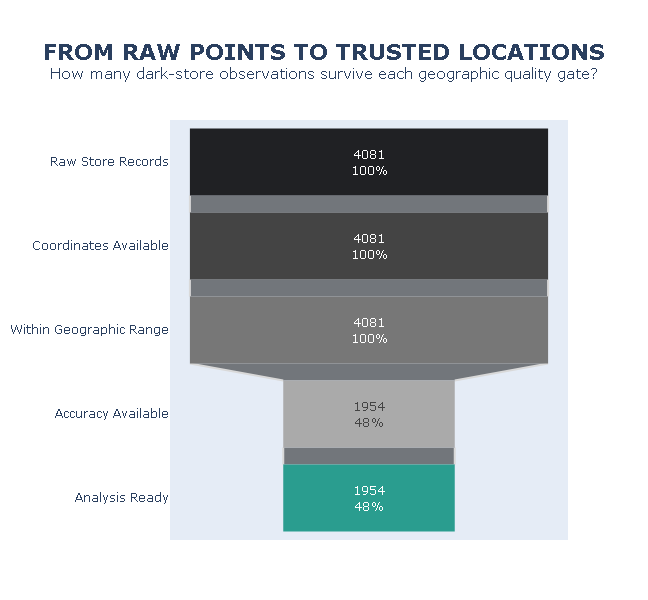 FROM RAW POINTS TO TRUSTED LOCATIONS
How many dark-store observations survive each geographic quality gate?
Raw Store Records
4081
100%
Coordinates Available
4081
100%
Within Geographic Range
4081
100%
Accuracy Available
1954
48%
Analysis Ready
1954
48%